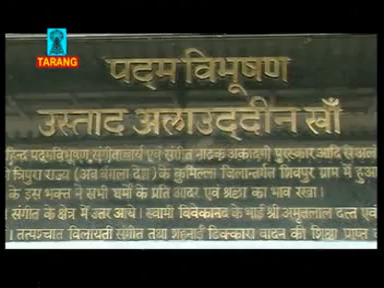 TARANG
पद्म विभूषण
उस्ताद अलाउद्दीन खाँ
हिन्द पद्मविभूषण संगीताचार्य एवं संगीत नाटक अकादमी पुरस्कार आदि से
त्रिपुरा राज्य (अब बंगला देश) के कुमिल्ला जिलान्तर्गत शिवपुर ग्राम में हुआ
के इस भक्त ने सभी धर्मों के प्रति आदर एवं श्रद्धा का भाव रखा।
संगीत के क्षेत्र में उतर आये। स्वामी विवेकानन्द के भाई श्री अमृतलाल दत्त एवं
तत्पश्चात विलायती संगीत तथा शहनाई टिक्कारा वादन की शिक्षा प्राप्त